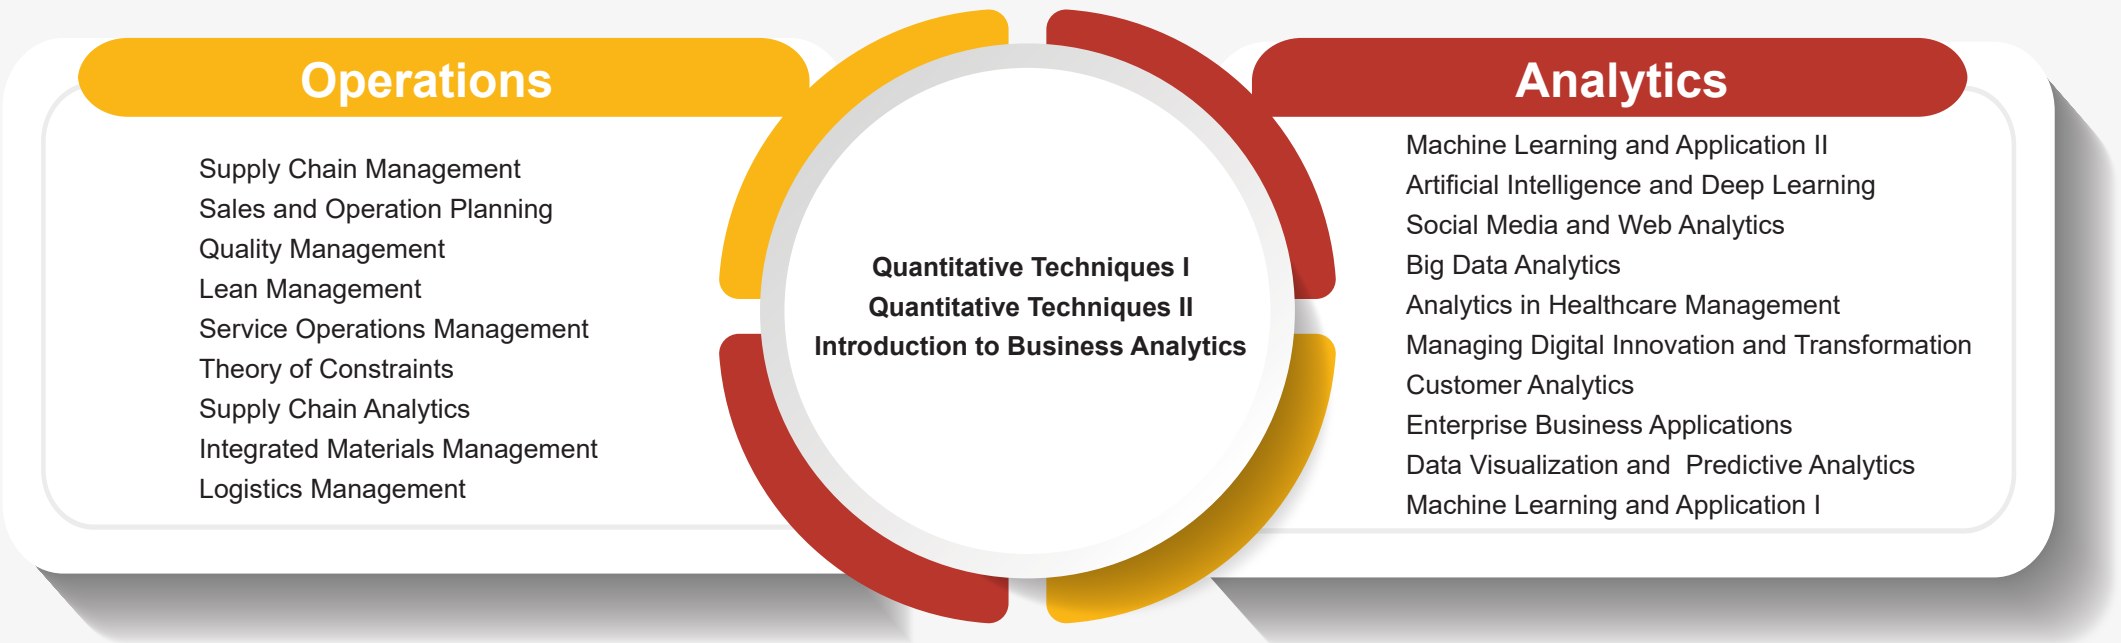 Operations
Supply Chain Management
Sales and Operation Planning
Quality Management
Lean Management
Service Operations Management
Theory of Constraints
Supply Chain Analytics
Integrated Materials Management
Logistics Management
Quantitative Techniques I
Quantitative Techniques II
Introduction to Business Analytics
Analytics
Machine Learning and Application II
Artificial Intelligence and Deep Learning
Social Media and Web Analytics
Big Data Analytics
Analytics in Healthcare Management
Managing Digital Innovation and Transformation
Customer Analytics
Enterprise Business Applications
Data Visualization and  Predictive Analytics
Machine Learning and Application I